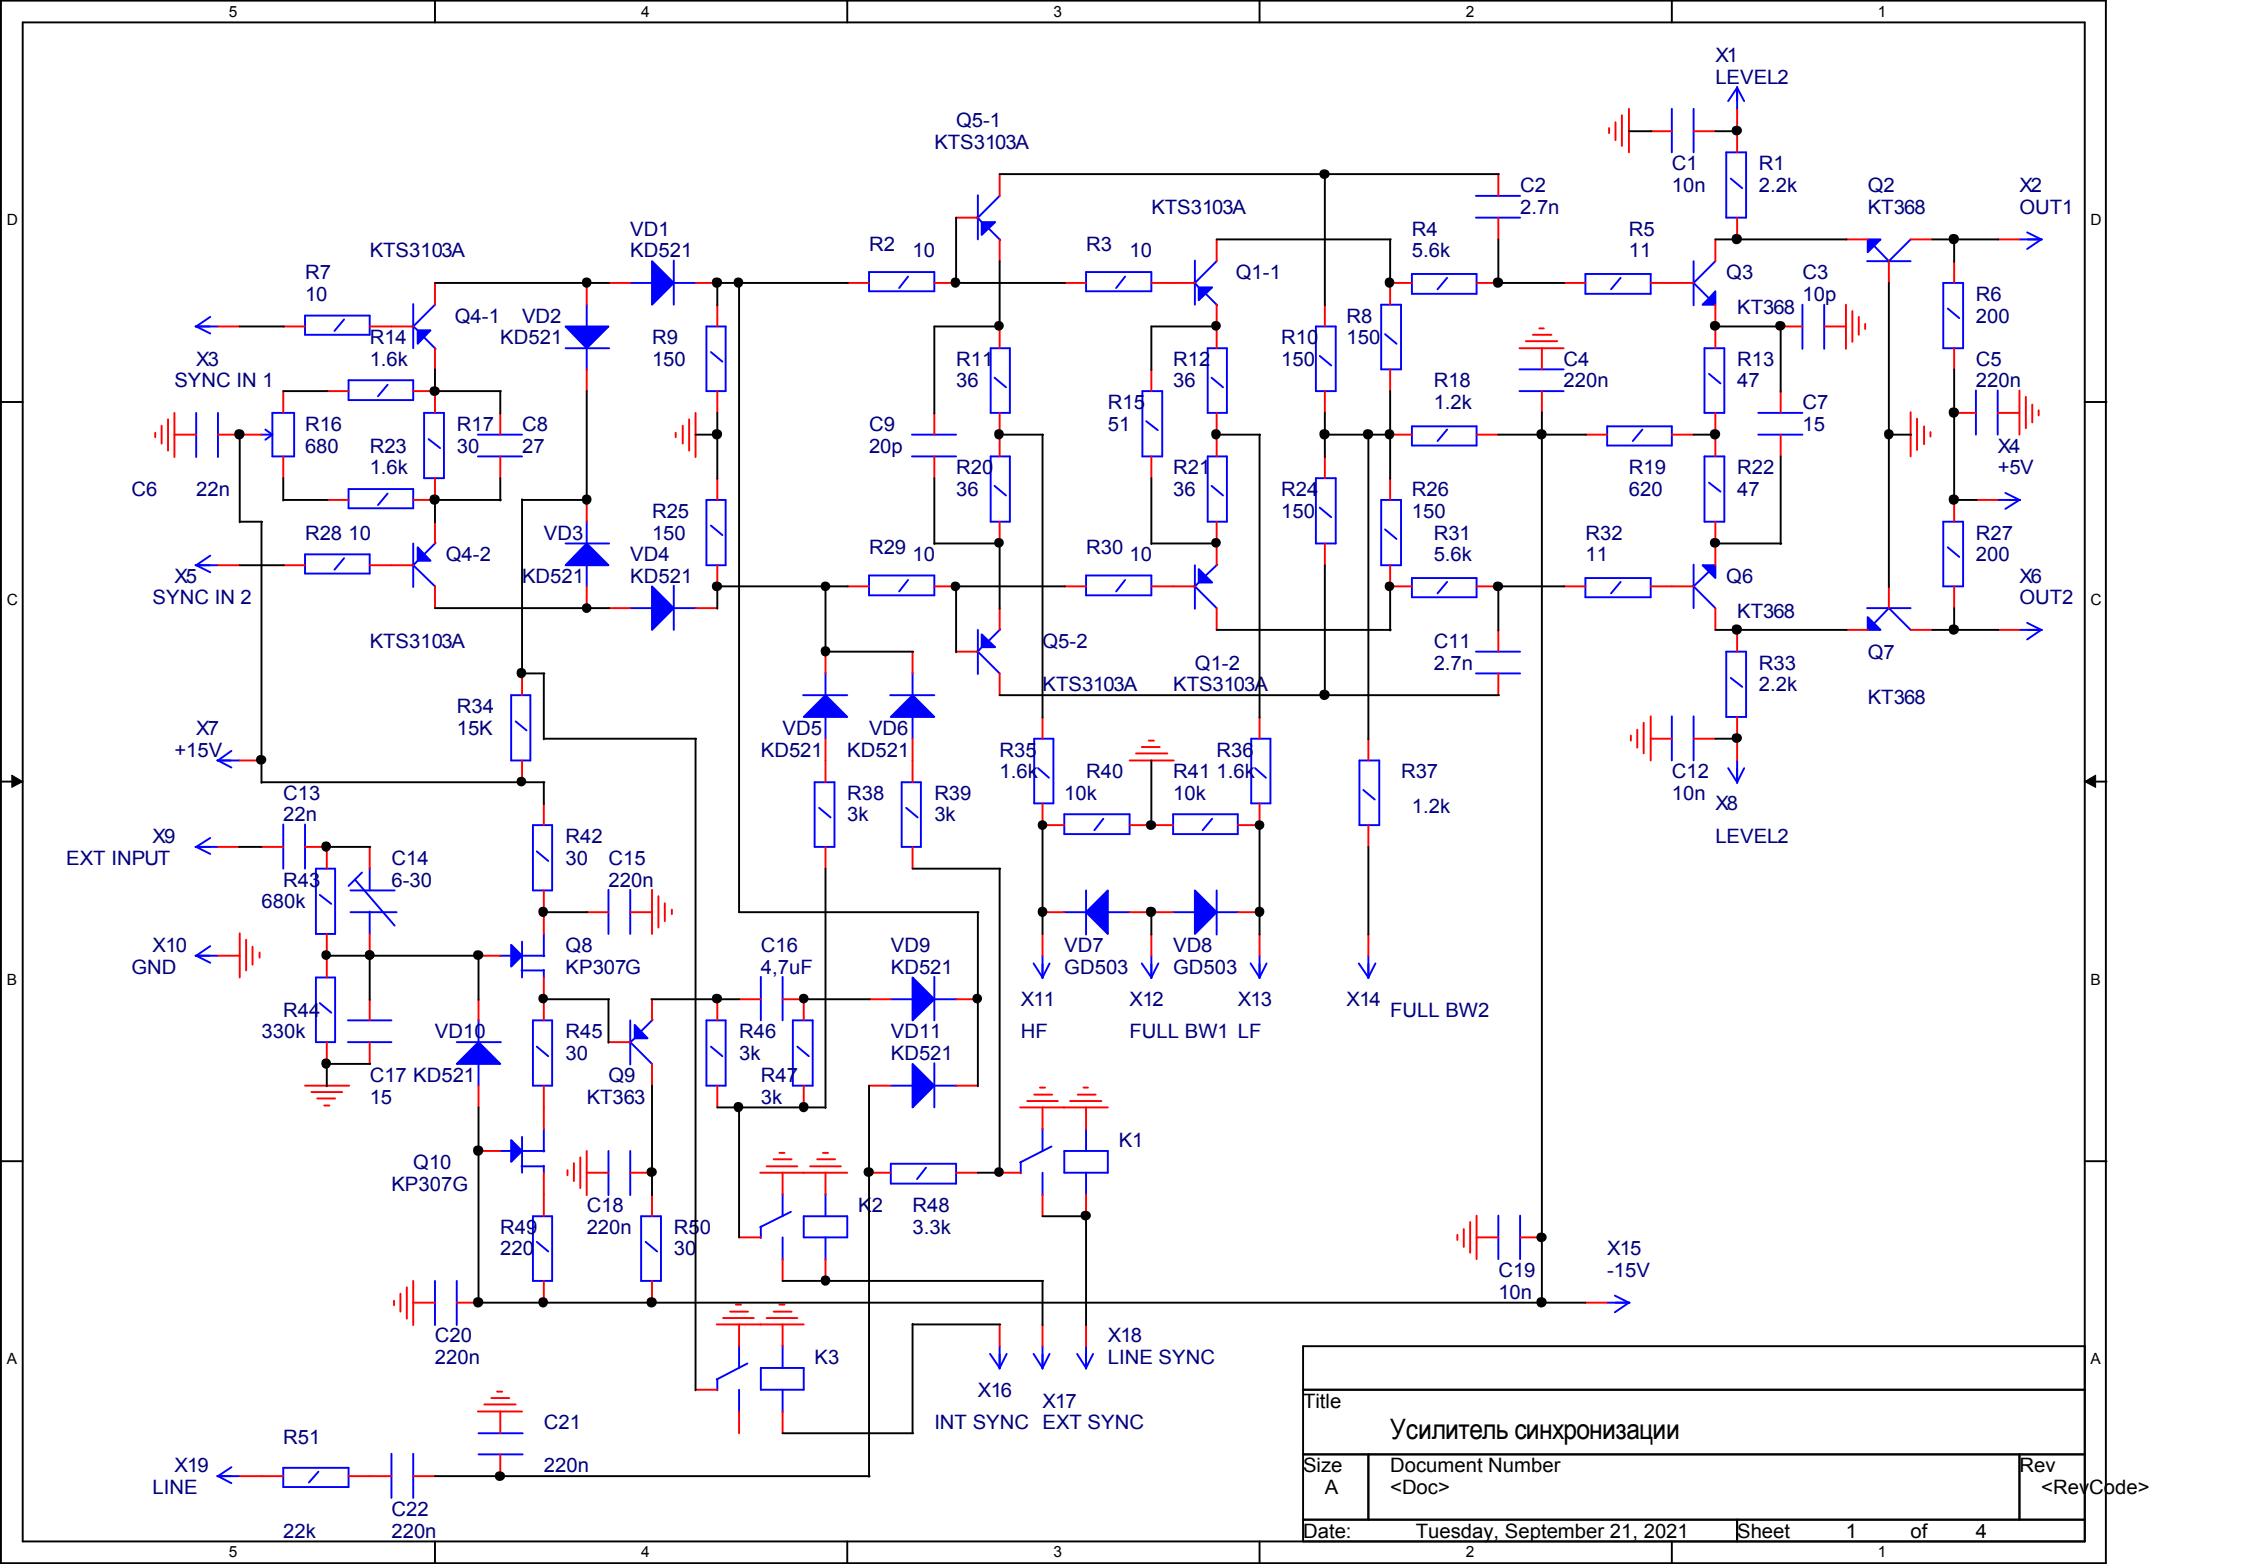 5 4 3 2 1
D
C
B
A
D
C
B
A
X1
LEVEL2
Q5-1
KTS3103A
C1
10n
R1
2.2k
Q2
KT368
X2
OUT1
C2
2.7n
KTS3103A
KTS3103A
VD1
KD521
R2 10
R3 10
R4
5.6k
R5
11
R7
10
Q4-1
VD2
KD521
R9
150
Q1-1
Q3
KT368
C3
10p
R6
200
X3
SYNC IN 1
R14
1.6k
R11
36
R12
36
R10
150
R8
150
C4
220n
R13
47
C5
220n
R16
680
R23
1.6k
R17
30
C8
27
C9
20p
R15
51
R18
1.2k
C7
15
X4
+5V
C6 22n
R20
36
R21
36
R24
150
R26
150
R19
620
R22
47
R28 10
Q4-2
VD3
KD521
R25
150
VD4
KD521
R29 10
R30 10
R31
5.6k
R32
11
R27
200
X5
SYNC IN 2
Q6
KT368
X6
OUT2
KTS3103A
Q5-2
KTS3103A
Q1-2
KTS3103A
C11
2.7n
R33
2.2k
Q7
KT368
X7
+15V
R34
15K
VD5
KD521
VD6
KD521
R35
1.6k
R40
10k
R41
10k
R36
1.6k
R37
1.2k
C12
10n
X8
LEVEL2
C13
22n
R38
3k
R39
3k
X9
EXT INPUT
R43
680k
C14
6-30
R42
30
C15
220n
X10
GND
Q8
KP307G
C16
4,7uF
VD9
KD521
VD7
GD503
VD8
GD503
X11
HF
X12
FULL BW1
X13
LF
X14
FULL BW2
R44
330k
VD10
KD521
R45
30
R46
3k
R47
3k
VD11
KD521
C17
15
Q9
KT363
Q10
KP307G
K1
C18
220n
R49
220
R50
30
K2
R48
3.3k
C19
10n
X15
-15V
C20
220n
K3
X18
LINE SYNC
X16
INT SYNC
X17
EXT SYNC
C21
220n
R51
22k
X19
LINE
C22
220n
Title
Усилитель синхронизации
Size
A
Document Number
<Doc>
Rev
<RevCode>
Date: Tuesday, September 21, 2021 Sheet 1 of 4
5 4 3 2 1